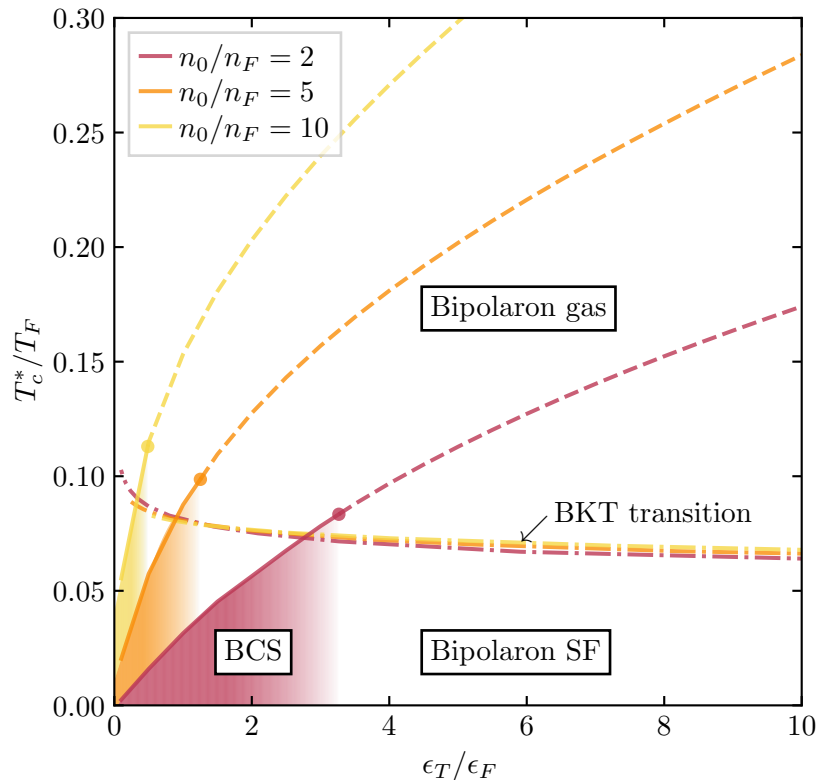 0.30
0.25
0.20
0.15
0.10
0.05
0.00
T_c^*/T_F
n_0/n_F = 2
n_0/n_F = 5
n_0/n_F = 10
Bipolaron gas
BKT transition
BCS
Bipolaron SF
0 2 4 6 8 10
ϵ_T/ϵ_F